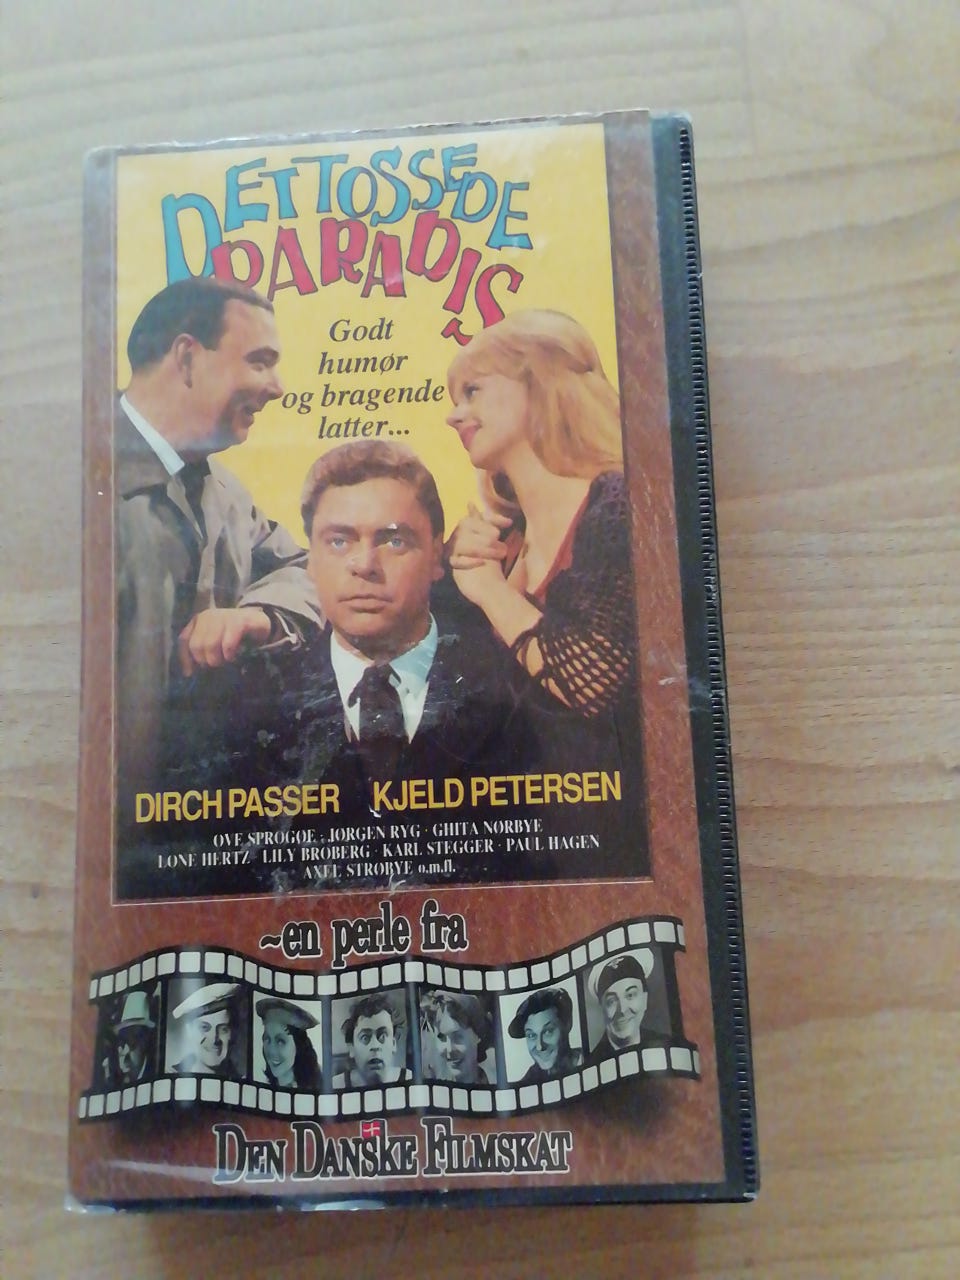 DET TOSSEDE
PARADIS
Godt
humør
og bragende
latter...
DIRCH PASSER KJELD PETERSEN
OVE SPROGØE · JØRGEN RYG · GHITA NØRBYE
LONE HERTZ · LILY BROBERG · KARL STEGGER · PAUL HAGEN
AXEL STRØBYE o.m.fl.
~en perle fra
DEN DANSKE FILMSKAT